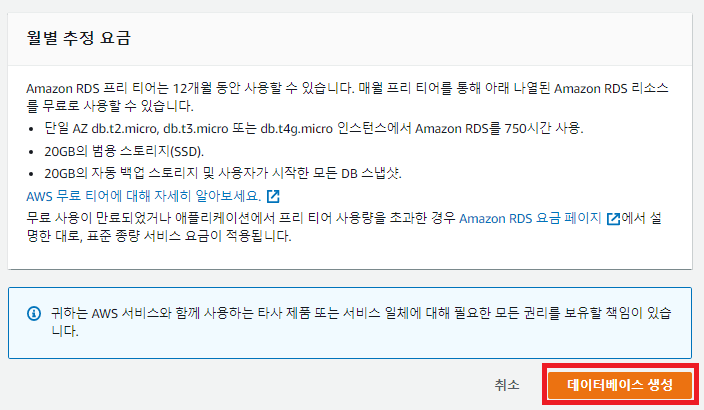 월별 추정 요금
Amazon RDS 프리 티어는 12개월 동안 사용할 수 있습니다. 매월 프리 티어를 통해 아래 나열된 Amazon RDS 리소스
를 무료로 사용할 수 있습니다.
• 단일 AZ db.t2.micro, db.t3.micro 또는 db.t4g.micro 인스턴스에서 Amazon RDS를 750시간 사용.
• 20GB의 범용 스토리지(SSD).
• 20GB의 자동 백업 스토리지 및 사용자가 시작한 모든 DB 스냅샷.
AWS 무료 티어에 대해 자세히 알아보세요.
무료 사용이 만료되었거나 애플리케이션에서 프리 티어 사용량을 초과한 경우 Amazon RDS 요금 페이지 에서 설
명한 대로, 표준 종량 서비스 요금이 적용됩니다.
귀하는 AWS 서비스와 함께 사용하는 타사 제품 또는 서비스 일체에 대해 필요한 모든 권리를 보유할 책임이 있습
니다.
취소
데이터베이스 생성